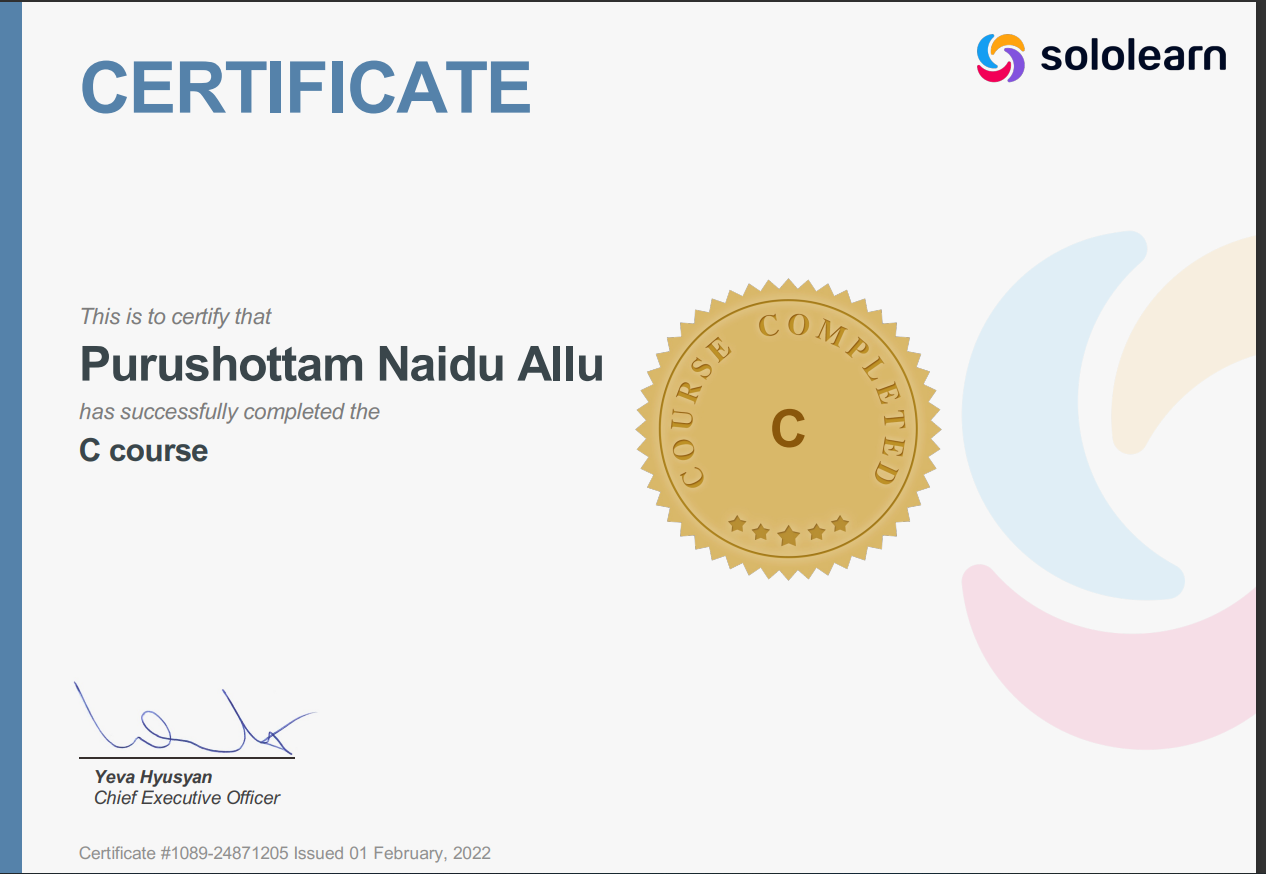 CERTIFICATE
sololearn
This is to certify that
Purushottam Naidu Allu
has successfully completed the
C course
COURSE COMPLETED
C
Yeva Hyusyan
Chief Executive Officer
Certificate #1089-24871205 Issued 01 February, 2022